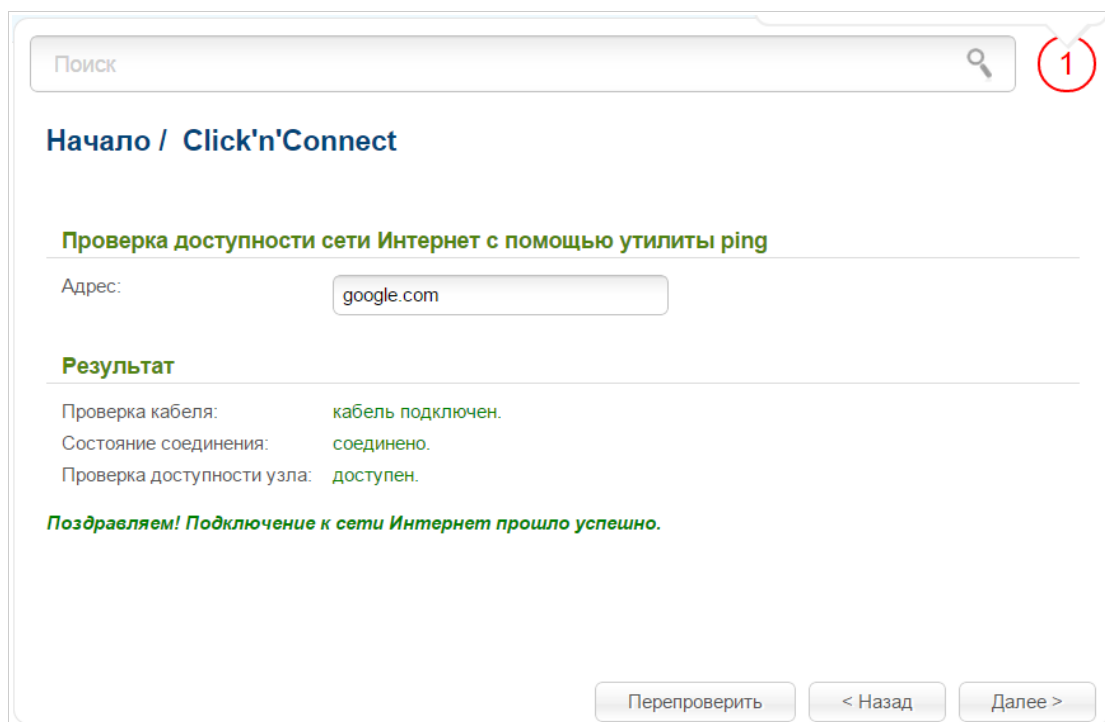 Поиск
1
Начало / Click'n'Connect
Проверка доступности сети Интернет с помощью утилиты ping
Адрес: google.com
Результат
Проверка кабеля: кабель подключен.
Состояние соединения: соединено.
Проверка доступности узла: доступен.
Поздравляем! Подключение к сети Интернет прошло успешно.
Перепроверить < Назад Далее >